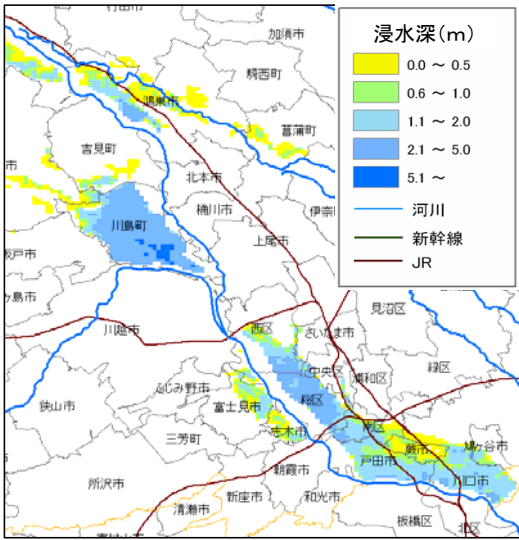 浸水深(m)
0.0 ～ 0.5
0.6 ～ 1.0
1.1 ～ 2.0
2.1 ～ 5.0
5.1 ～
河川
新幹線
JR
加須市
騎西町
鴻巣市
菖蒲町
吉見町
北本市
川島町
桶川市
伊奈
上尾市
坂戸市
ヶ島市
川越市
見沼区
西区
さいたま市
緑区
中央区
浦和区
ふじみ野市
桜区
狭山市
富士見市
志木市
南区
蕨市
鳩ケ谷市
三芳町
戸田市
朝霞市
川口市
所沢市
新座市
和光市
清瀬市
板橋区
北区